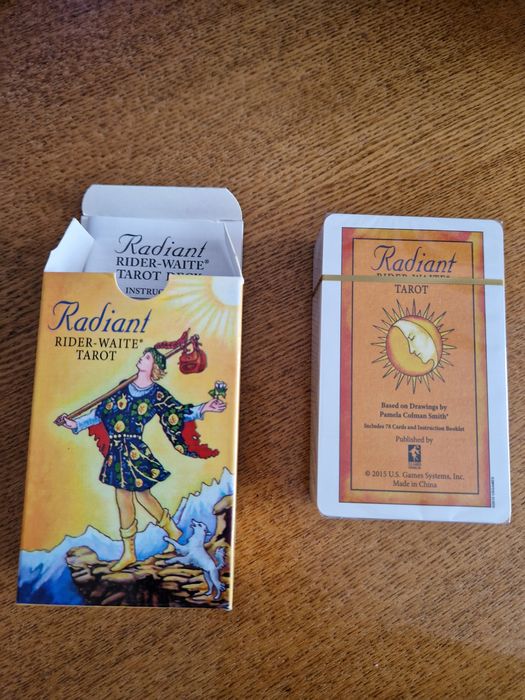 Radiant
RIDER-WAITE®
TAROT DECK
INSTRUC
Radiant
RIDER-WAITE®
TAROT
Radiant
RIDER-WAITE®
TAROT
Based on Drawings by
Pamela Colman Smith®
Includes 78 Cards and Instruction Booklet
Published by
© 2015 U.S. Games Systems, Inc.
Made in China